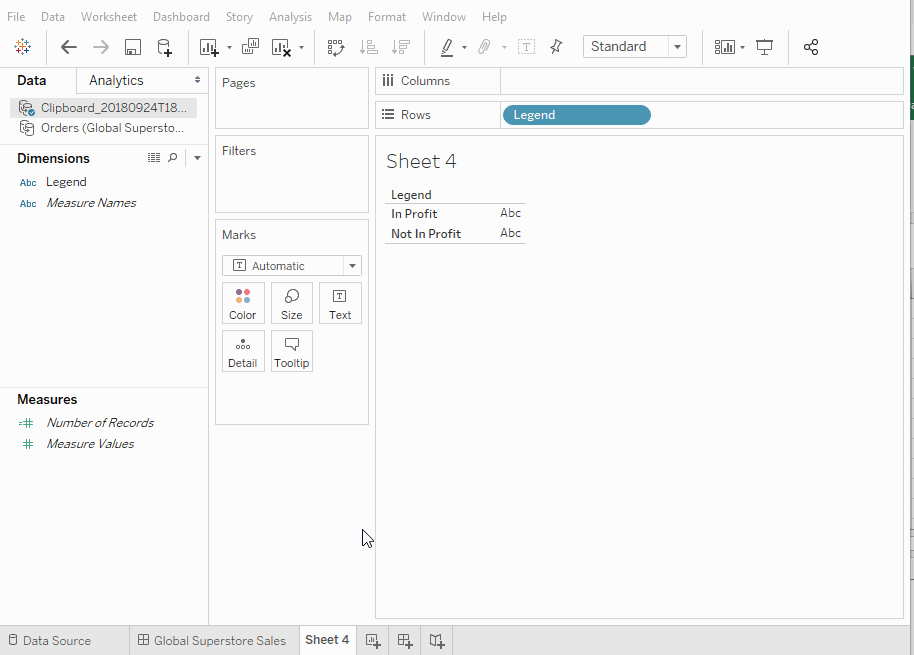 File Data Worksheet Dashboard Story Analysis Map Format Window Help
Standard
Data Analytics
Clipboard_20180924T18...
Orders (Global Supersto...
Dimensions
Abc Legend
Abc Measure Names
Measures
Number of Records
Measure Values
Pages
Filters
Marks
Automatic
Color Size Text
Detail Tooltip
Columns
Rows Legend
Sheet 4
Legend
In Profit Abc
Not In Profit Abc
Data Source Global Superstore Sales Sheet 4